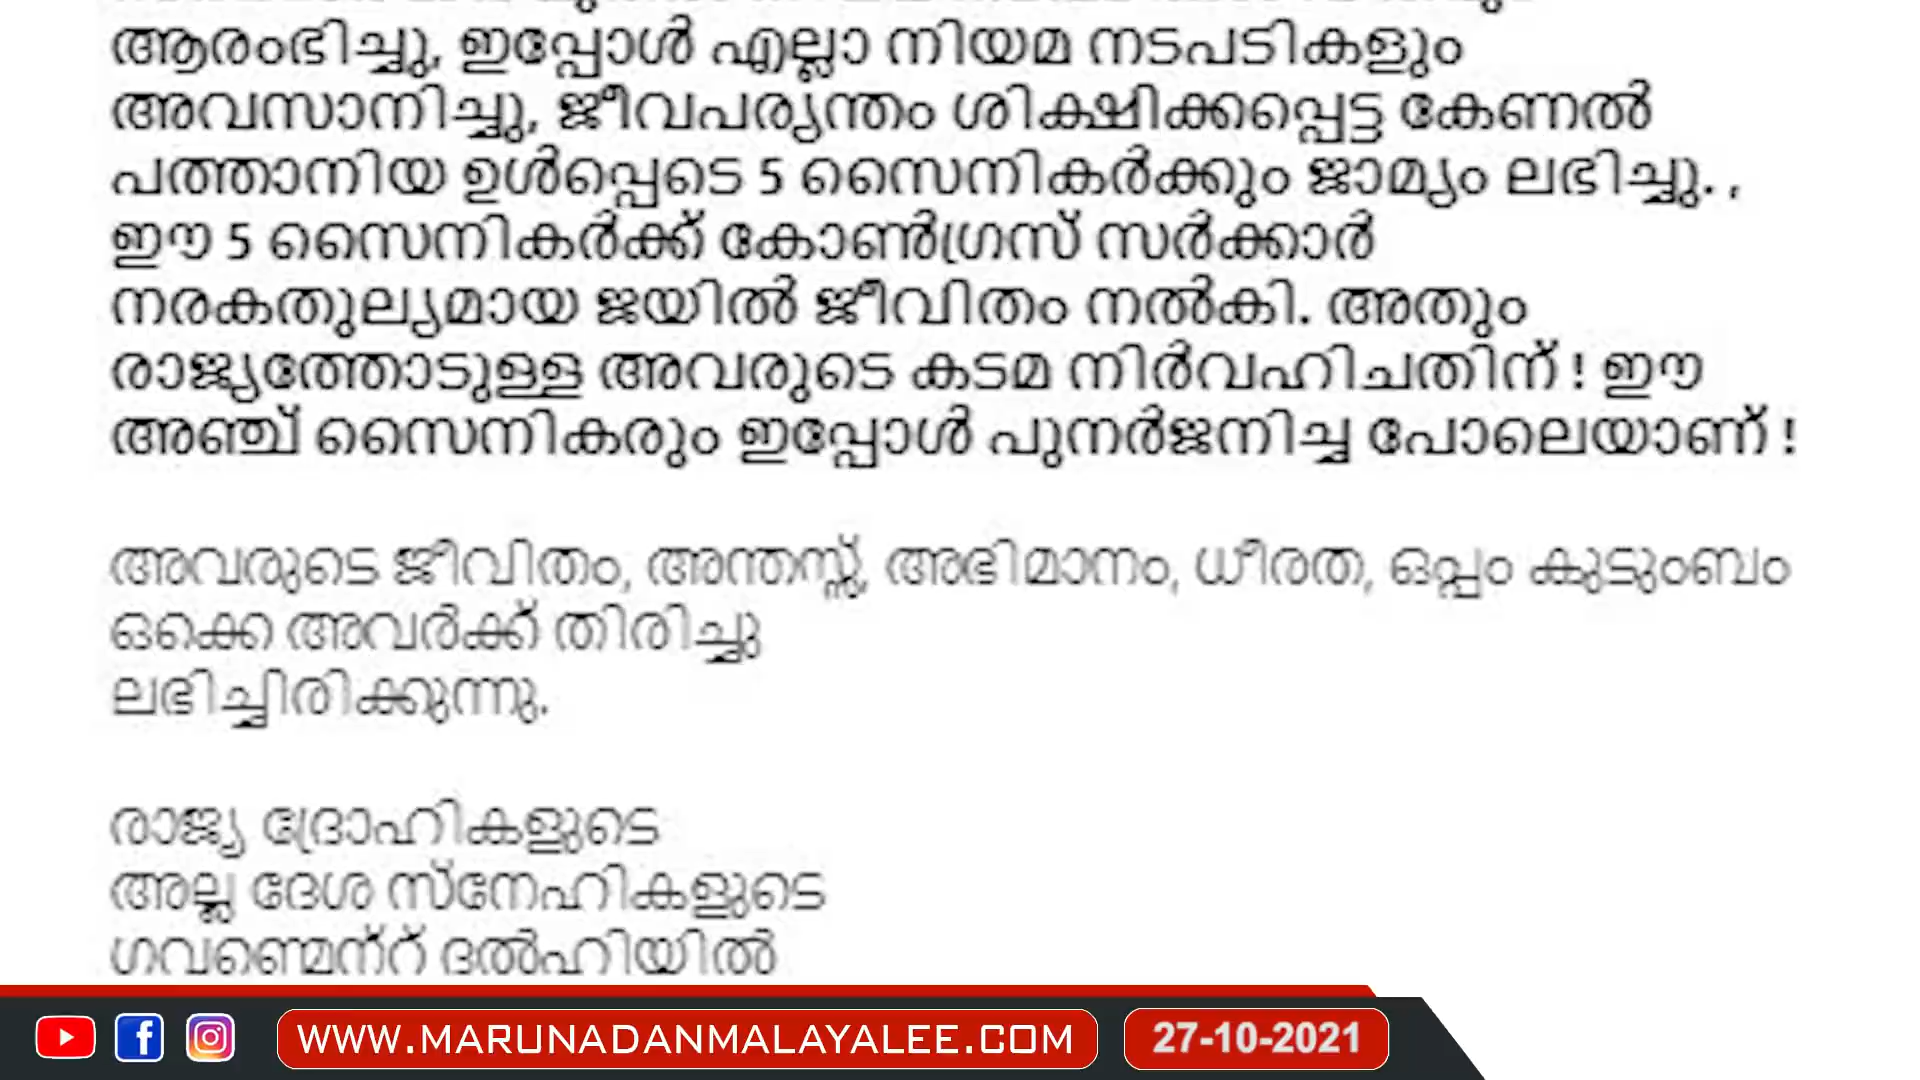 ആരംഭിച്ചു, ഇപ്പോൾ എല്ലാ നിയമ നടപടികളും
അവസാനിച്ചു, ജീവപര്യന്തം ശിക്ഷിക്കപ്പെട്ട കേണൽ
പത്താനിയ ഉൾപ്പെടെ 5 സൈനികർക്കും ജാമ്യം ലഭിച്ചു. ,
ഈ 5 സൈനികർക്ക് കോൺഗ്രസ് സർക്കാർ
നരകതുല്യമായ ജയിൽ ജീവിതം നൽകി. അതും
രാജ്യത്തോടുള്ള അവരുടെ കടമ നിർവഹിചതിന് ! ഈ
അഞ്ച് സൈനികരും ഇപ്പോൾ പുനർജനിച്ച പോലെയാണ് !
അവരുടെ ജീവിതം, അന്തസ്സ്, അഭിമാനം, ധീരത, ഒപ്പം കുടുംബം
ഒക്കെ അവർക്ക് തിരിച്ചു
ലഭിച്ചിരിക്കുന്നു.
രാജ്യ ദ്രോഹികളുടെ
അല്ല ദേശ സ്നേഹികളുടെ
ഗവണ്മെന്റ് ദൽഹിയിൽ
WWW.MARUNADANMALAYALEE.COM
27-10-2021